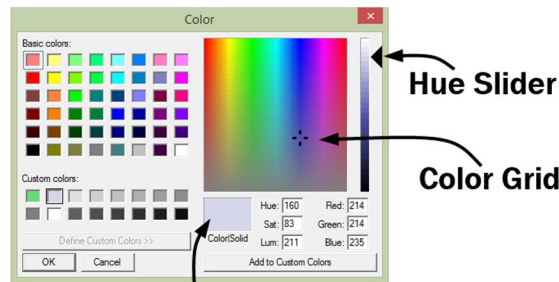 Color
Basic colors:
Custom colors:
Define Custom Colors >>
OK
Cancel
Color|Solid
Hue: 160
Sat: 83
Lum: 211
Red: 214
Green: 214
Blue: 235
Add to Custom Colors
Hue Slider
Color Grid